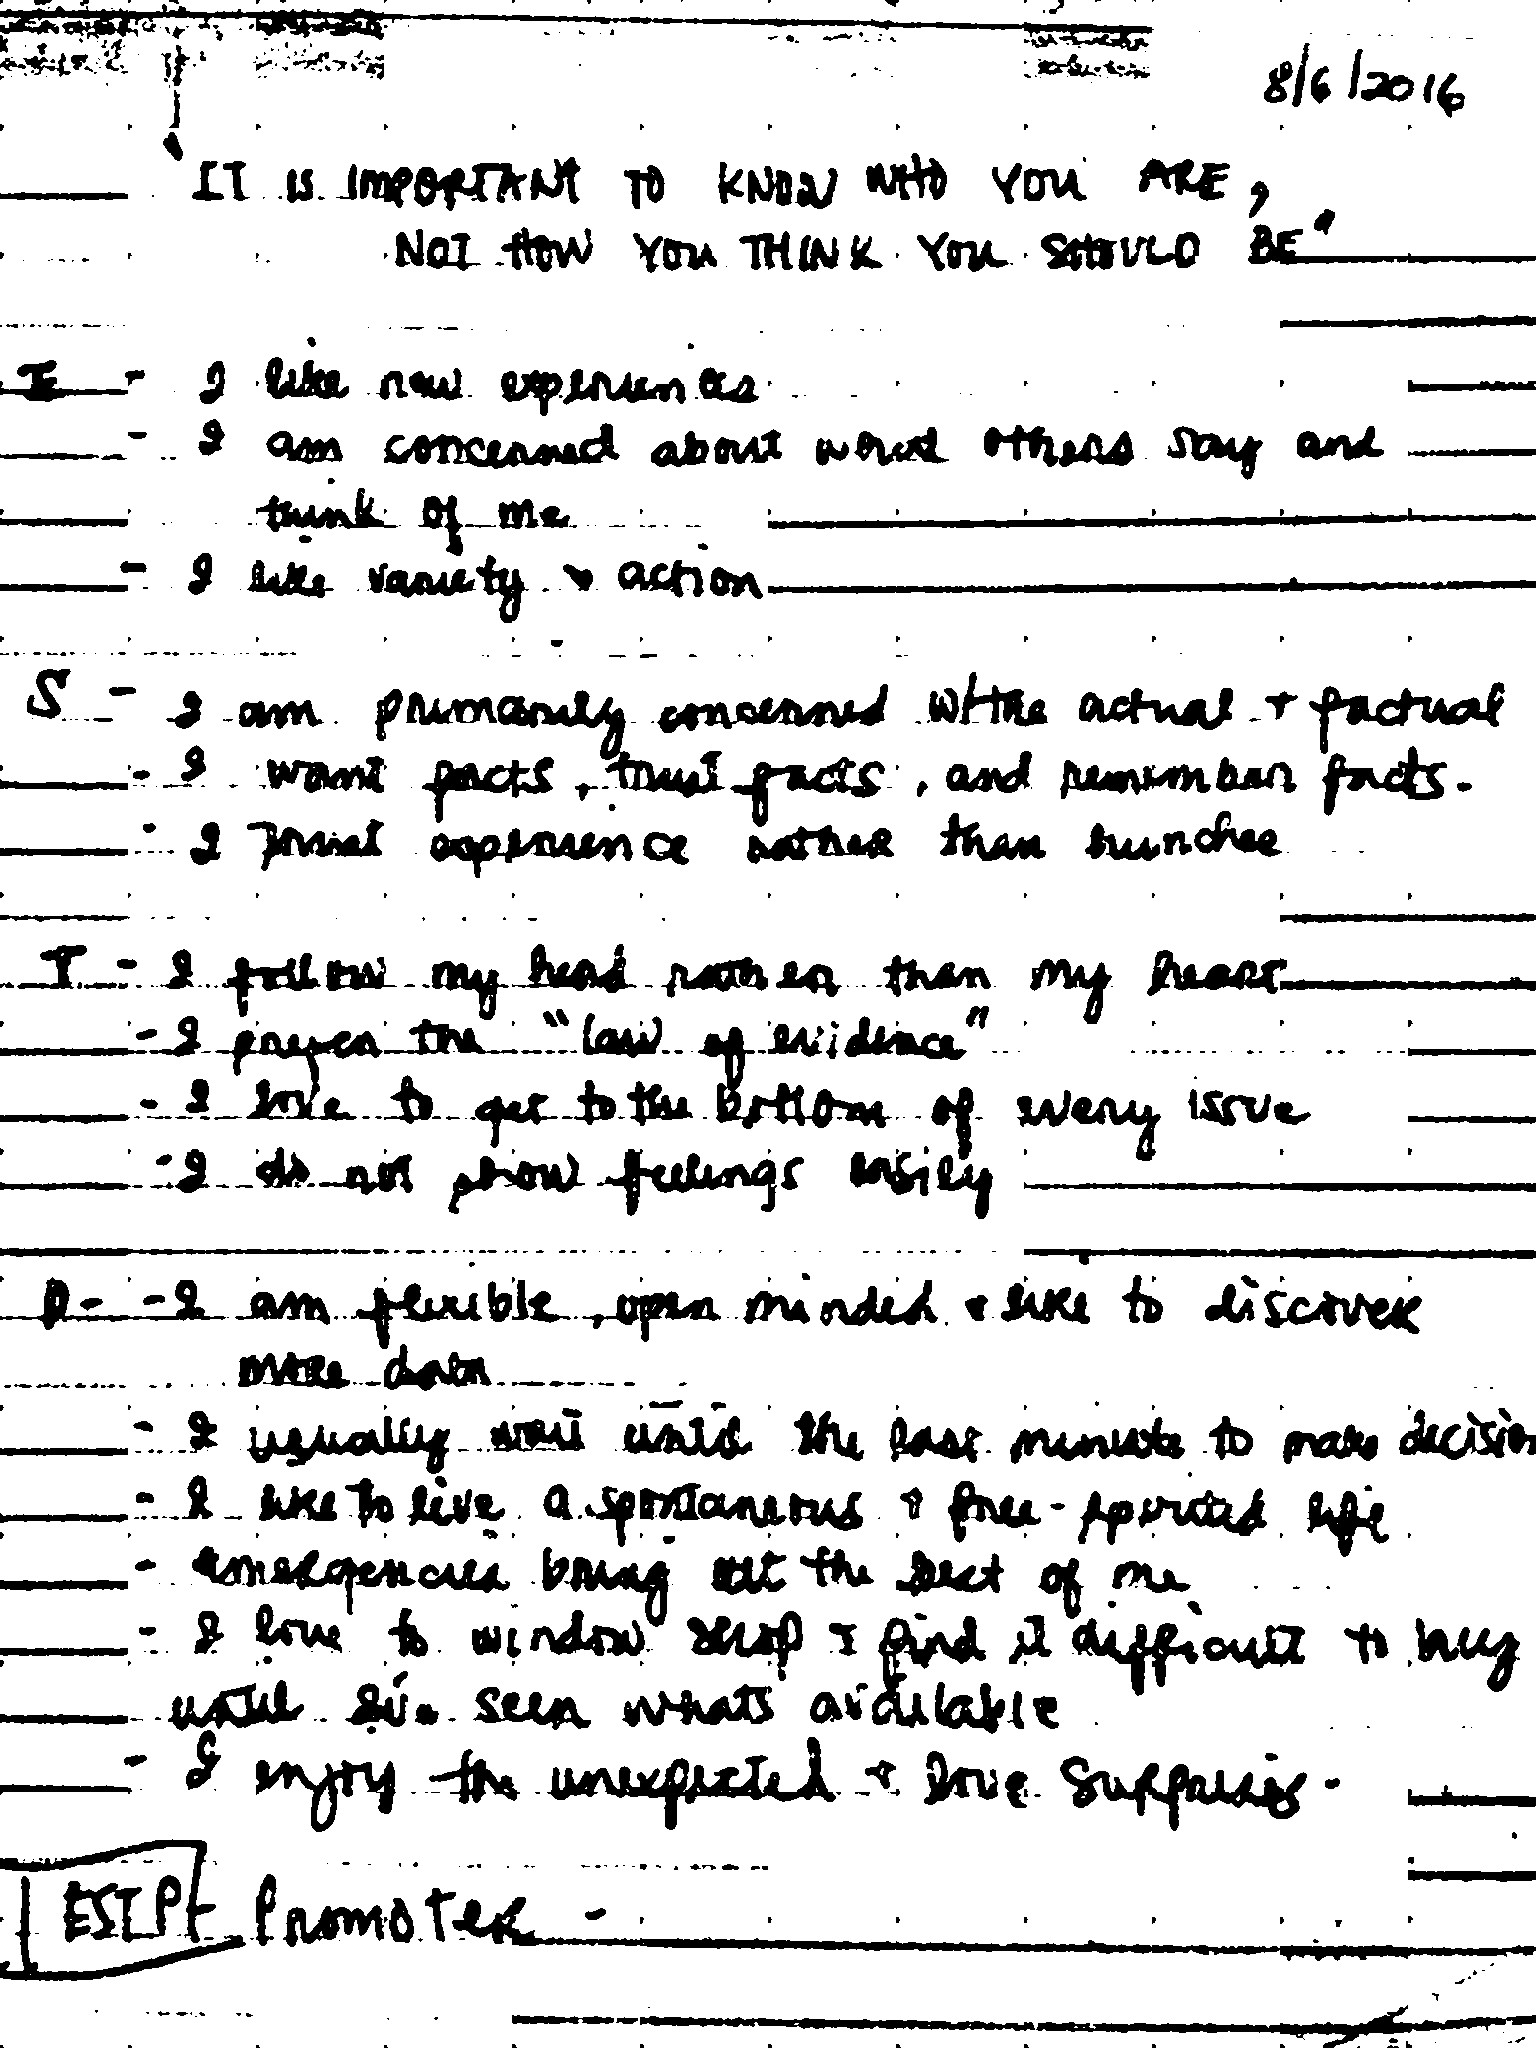 8/6/2016
IT IS IMPORTANT TO KNOW WHO YOU ARE,
NOT HOW YOU THINK YOU SHOULD BE"
E - I like new experiences
- I am concerned about what others say and
think of me
- I like variety + action
S - I am primarily concerned w/the actual + factual
- I want facts, trust facts, and remember facts.
- I trust experience rather than hunches
T - I follow my head rather than my heart
- I prefer the "law of evidence"
- I love to get to the bottom of every issue
- I do not show feelings easily
P - - I am flexible, open minded + like to discover
more data
- I usually wait until the last minute to make decision
- I like to live a spontaneous + free-spirited life
- emergencies bring out the best of me
- I love to window shop + find it difficult to buy
until I've seen whats available
- I enjoy the unexpected + love surprises.
ESTP Promoter -